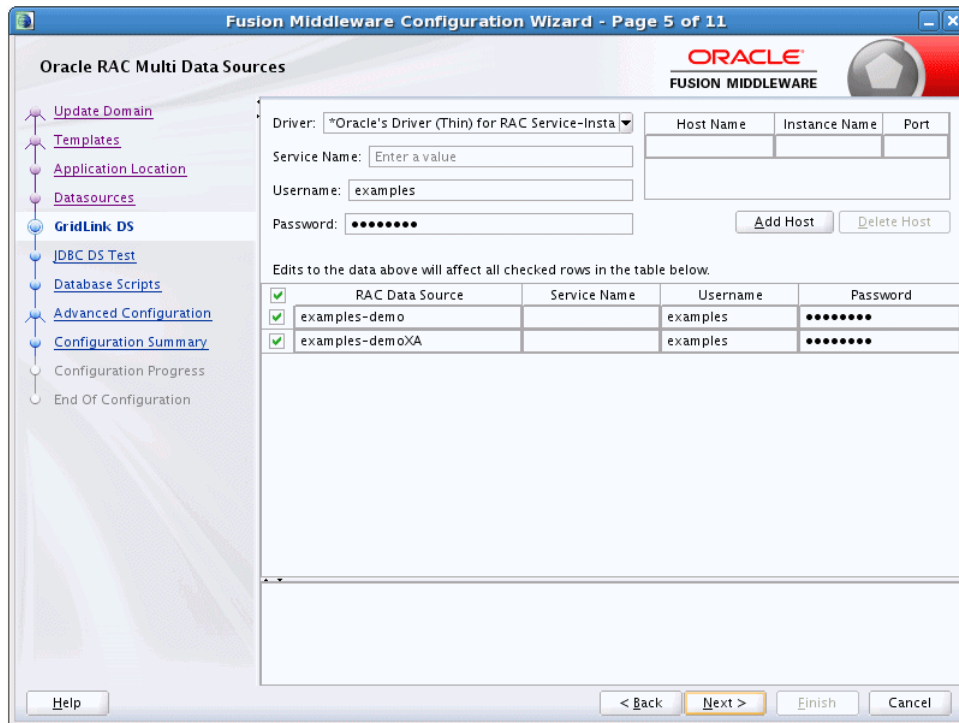 Fusion Middleware Configuration Wizard - Page 5 of 11
Oracle RAC Multi Data Sources
ORACLE
FUSION MIDDLEWARE
Update Domain
Templates
Application Location
Datasources
GridLink DS
JDBC DS Test
Database Scripts
Advanced Configuration
Configuration Summary
Configuration Progress
End Of Configuration
Driver: *Oracle's Driver (Thin) for RAC Service-Insta
Service Name: Enter a value
Username: examples
Password: ••••••••
Host Name Instance Name Port
Add Host Delete Host
Edits to the data above will affect all checked rows in the table below.
RAC Data Source Service Name Username Password
examples-demo examples ••••••••
examples-demoXA examples ••••••••
Help < Back Next > Finish Cancel